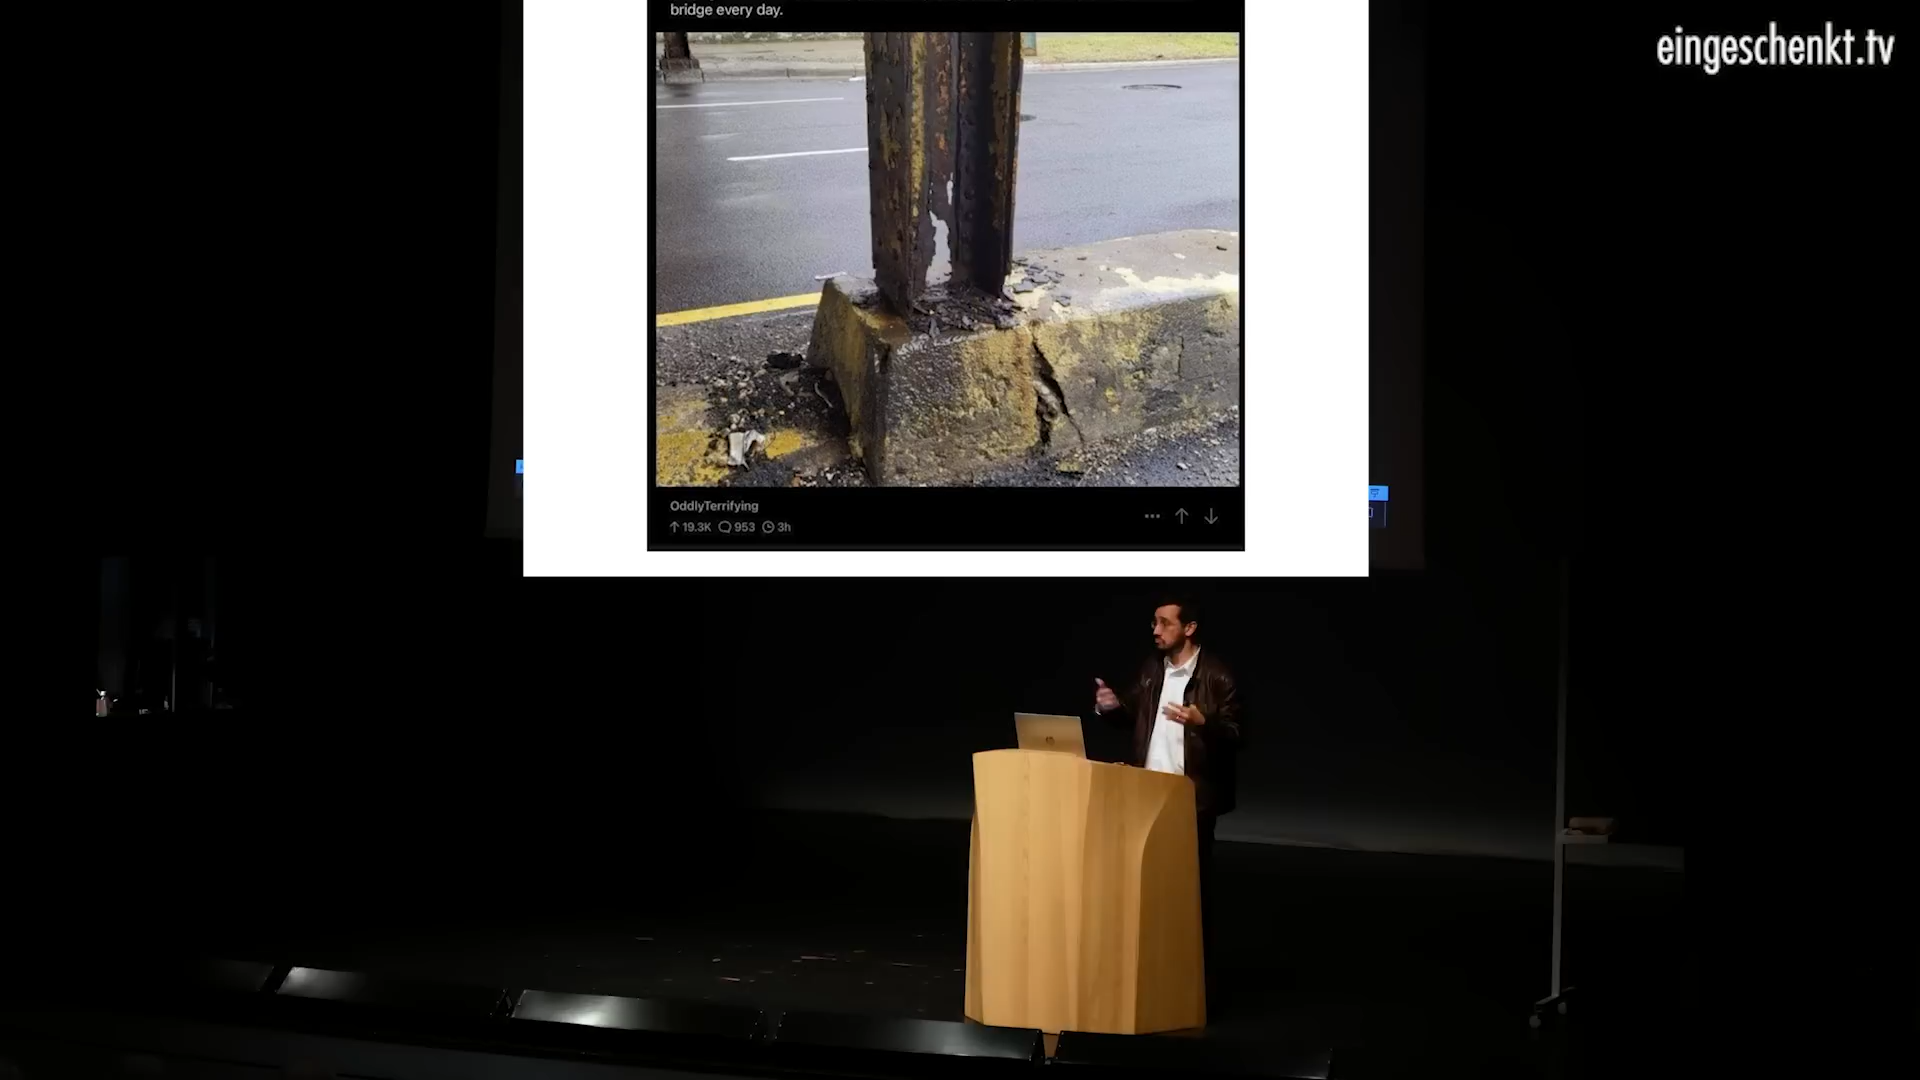 bridge every day.
eingeschenkt.tv
OddlyTerrifying
19.3K 953 3h